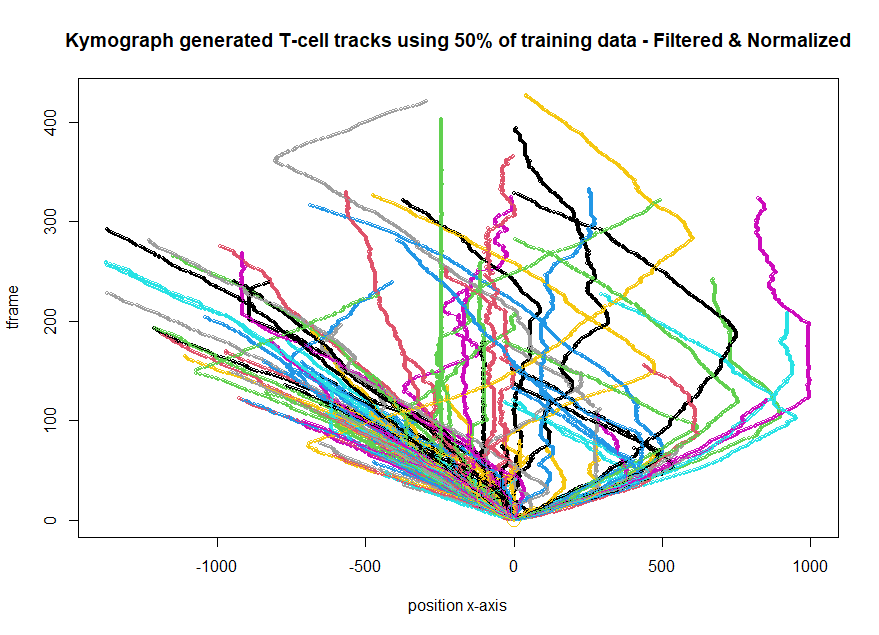 Kymograph generated T-cell tracks using 50% of training data - Filtered & Normalized
tframe
400
300
200
100
0
-1000 -500 0 500 1000
position x-axis